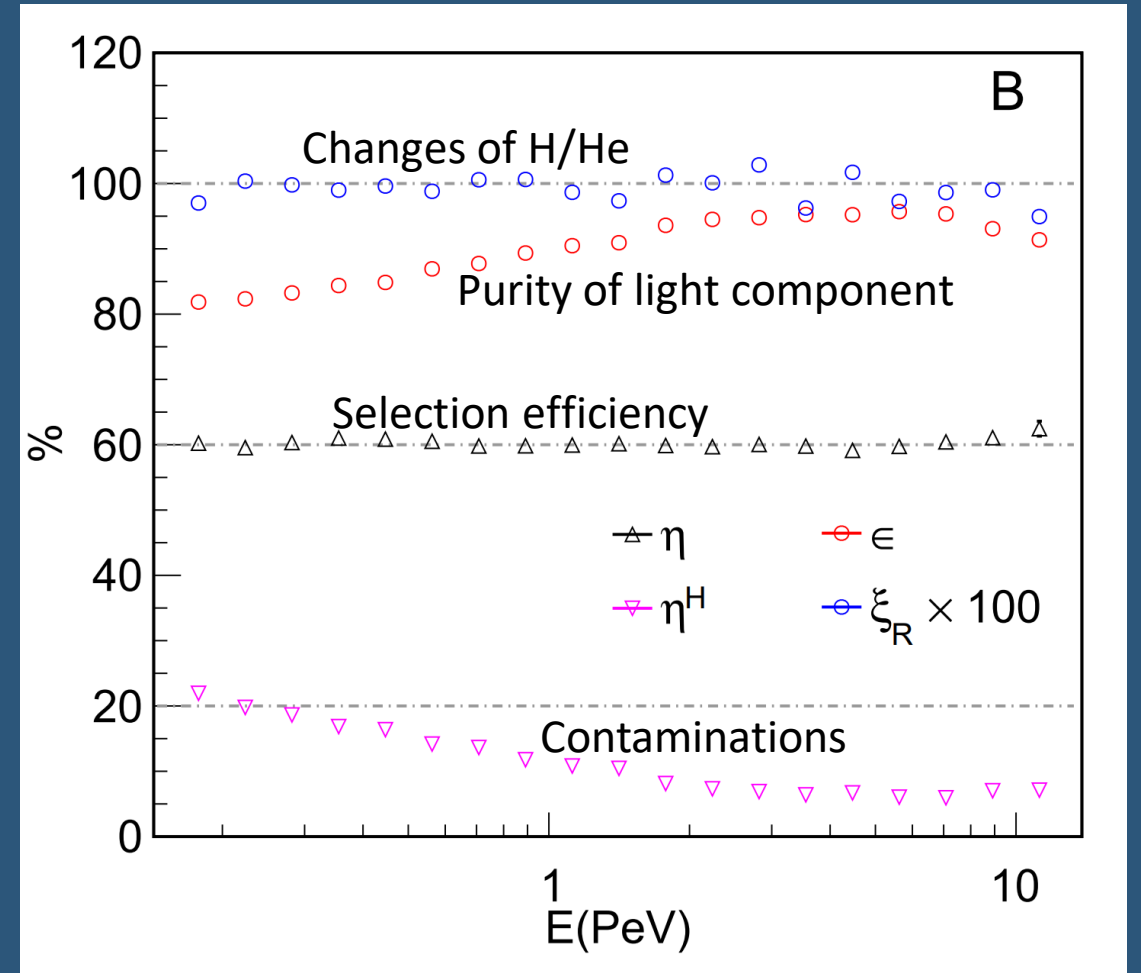 120
B
Changes of H/He
100
Purity of light component
80
Selection efficiency
%
60
η
∈
40
η^H
ξ_R × 100
20
Contaminations
0
1
10
E(PeV)